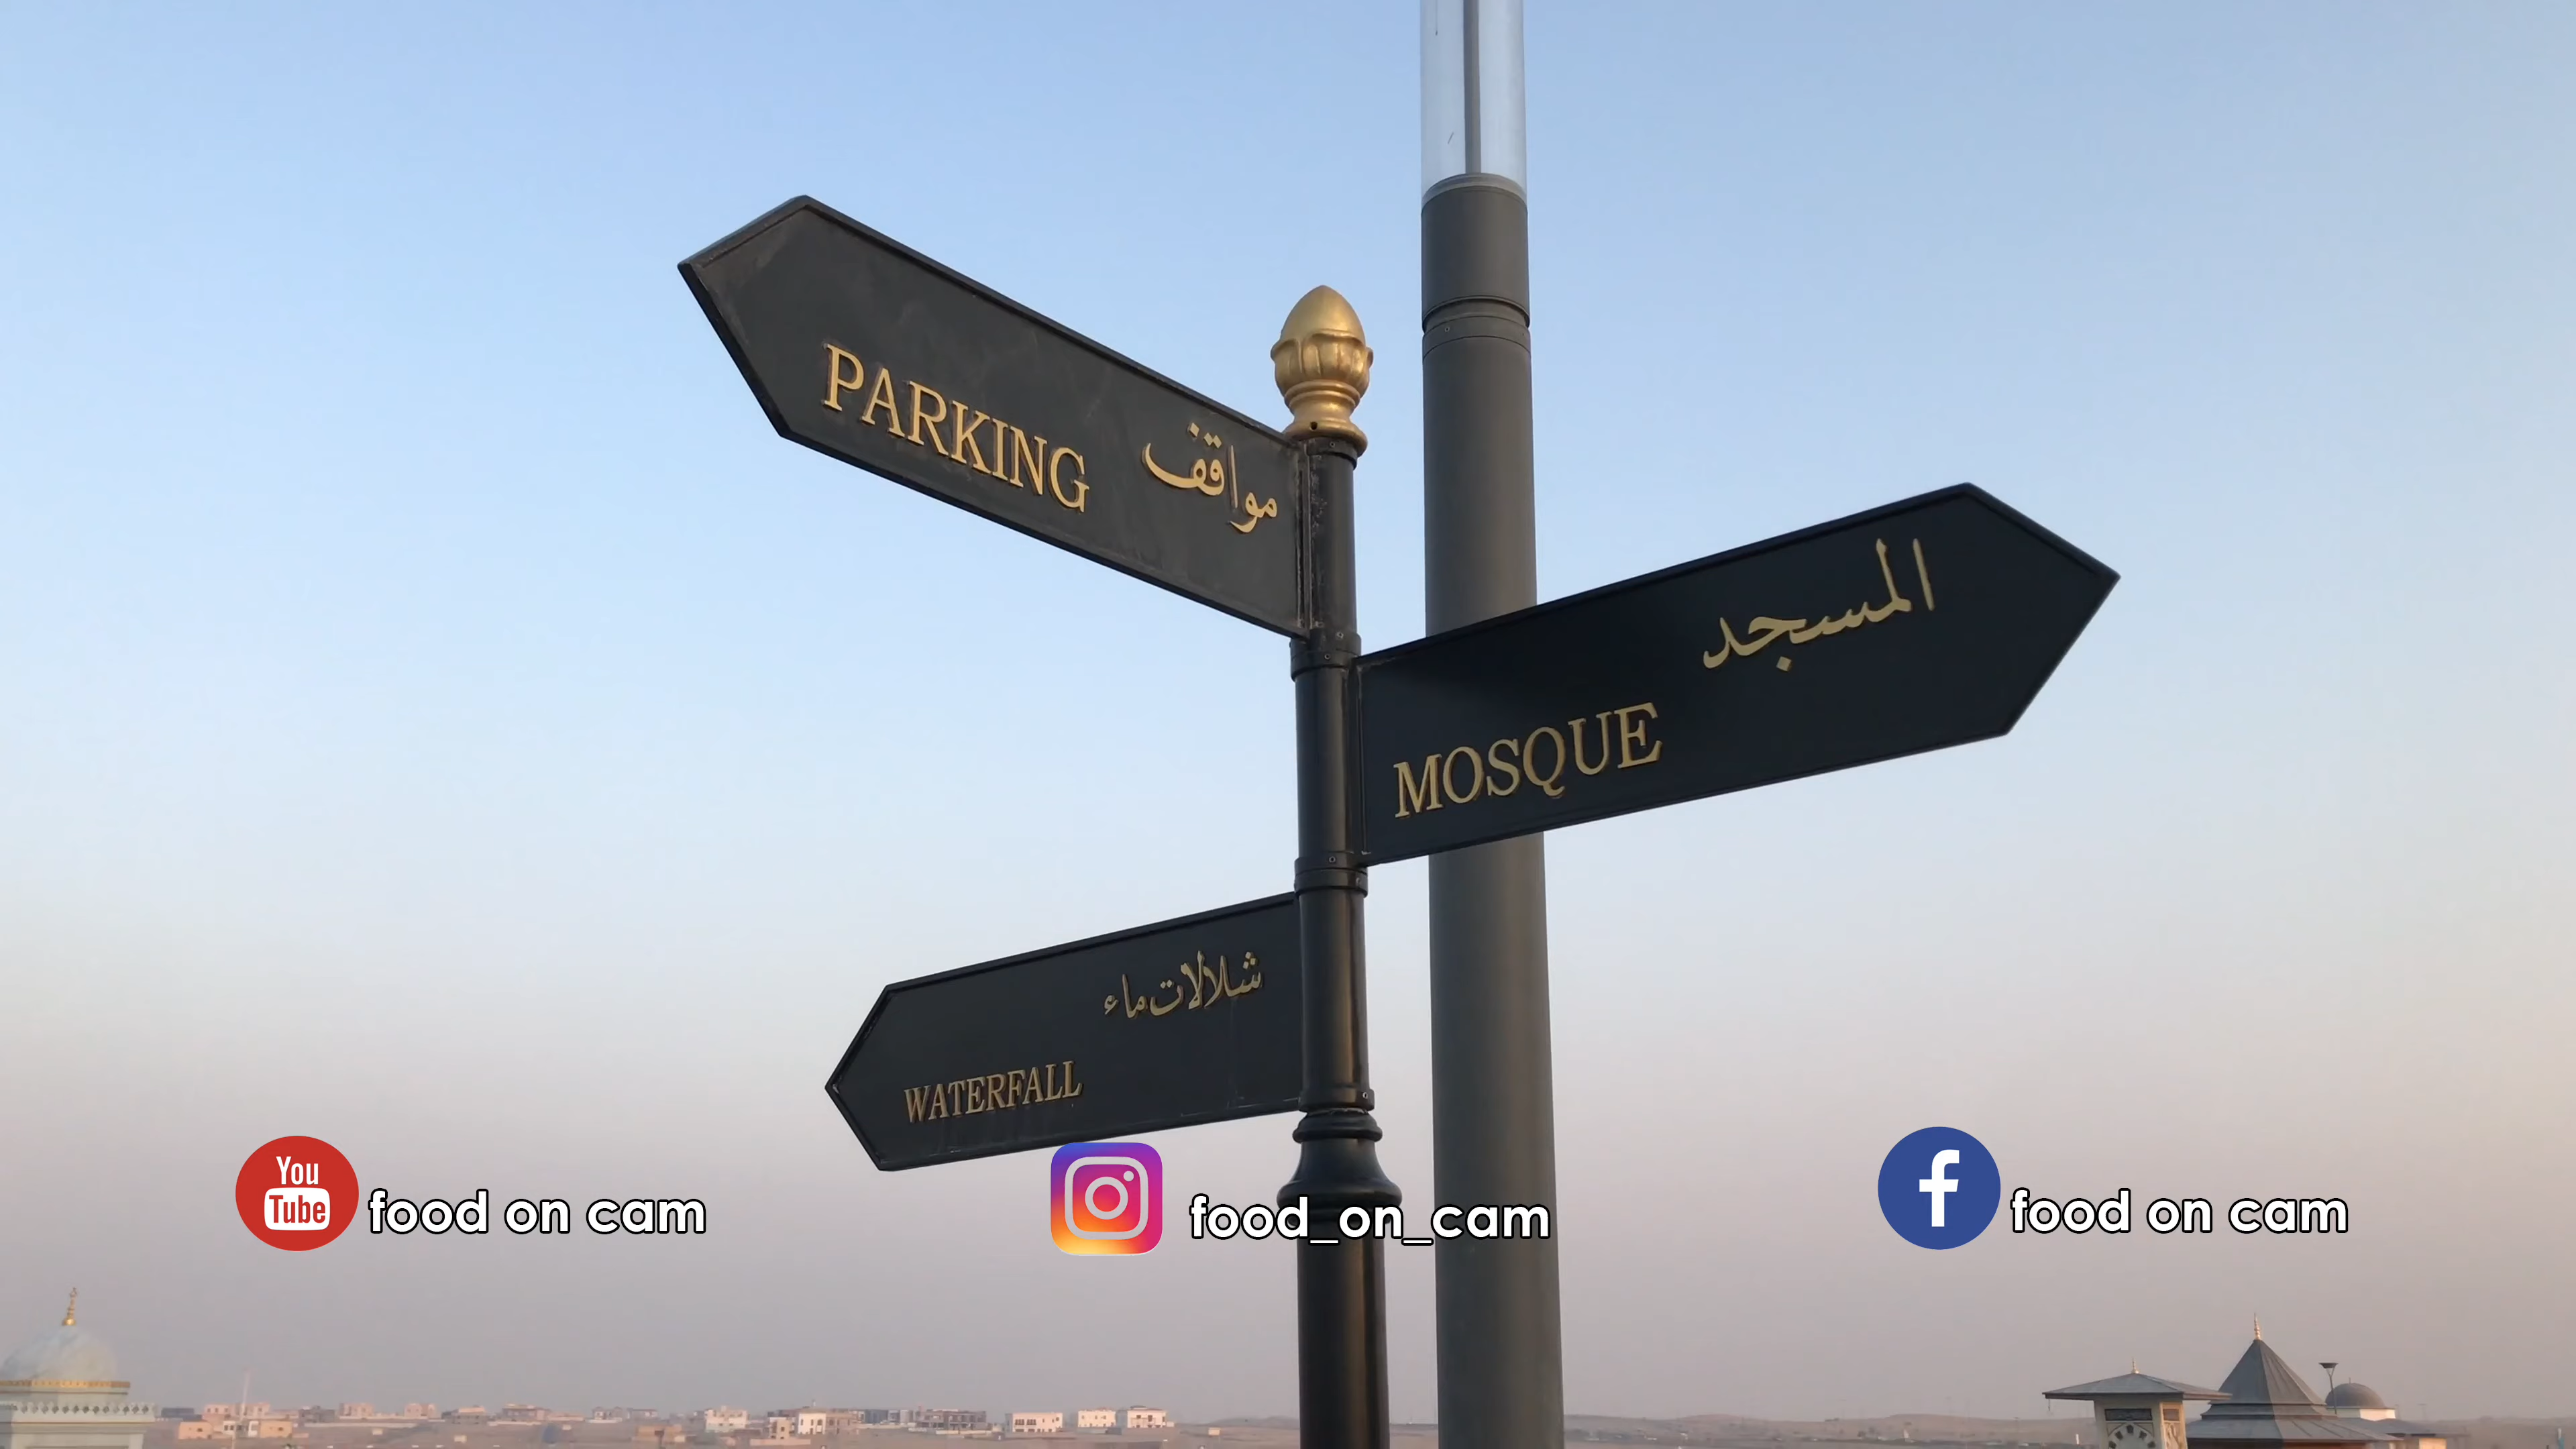 PARKING مواقف
المسجد
MOSQUE
شلالات ماء
WATERFALL
You
Tube
food on cam
food_on_cam
f
food on cam